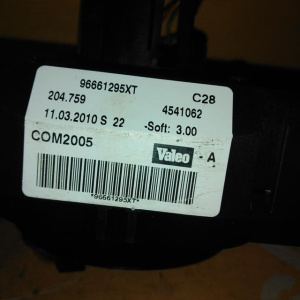 96661295XT C28
204.759 4541062
11.03.2010 S 22 -Soft: 3.00
COM2005 Valeo - A
*96661295XT*